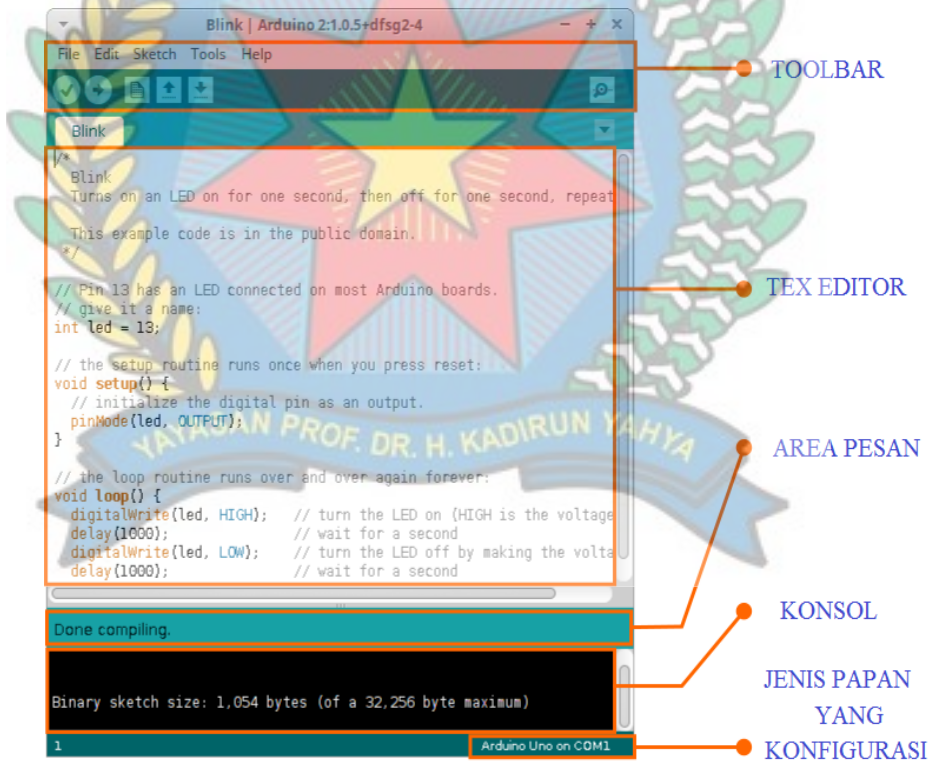 Blink | Arduino 2:1.0.5+dfsg2-4
File Edit Sketch Tools Help
TOOLBAR
Blink
/*
Blink
Turns on an LED on for one second, then off for one second, repeat
This example code is in the public domain.
*/
// Pin 13 has an LED connected on most Arduino boards.
// give it a name:
int led = 13;
TEX EDITOR
// the setup routine runs once when you press reset:
void setup() {
// initialize the digital pin as an output.
pinMode(led, OUTPUT);
}
YAYASAN PROF. DR. H. KADIRUN YAHYA
AREA PESAN
// the loop routine runs over and over again forever:
void loop() {
digitalWrite(led, HIGH); // turn the LED on (HIGH is the voltage
delay(1000); // wait for a second
digitalWrite(led, LOW); // turn the LED off by making the volta
delay(1000); // wait for a second
Done compiling.
KONSOL
Binary sketch size: 1,054 bytes (of a 32,256 byte maximum)
1
Arduino Uno on COM1
JENIS PAPAN
YANG
KONFIGURASI